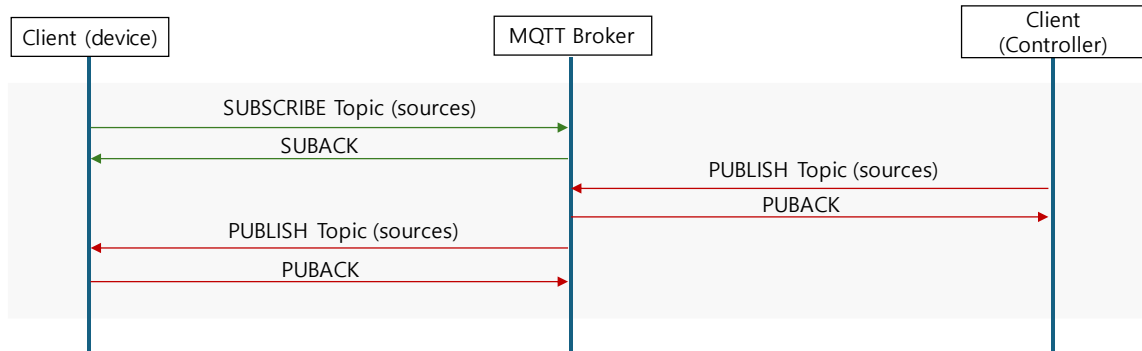 Client (device)
MQTT Broker
Client
(Controller)
SUBSCRIBE Topic (sources)
SUBACK
PUBLISH Topic (sources)
PUBACK
PUBLISH Topic (sources)
PUBACK